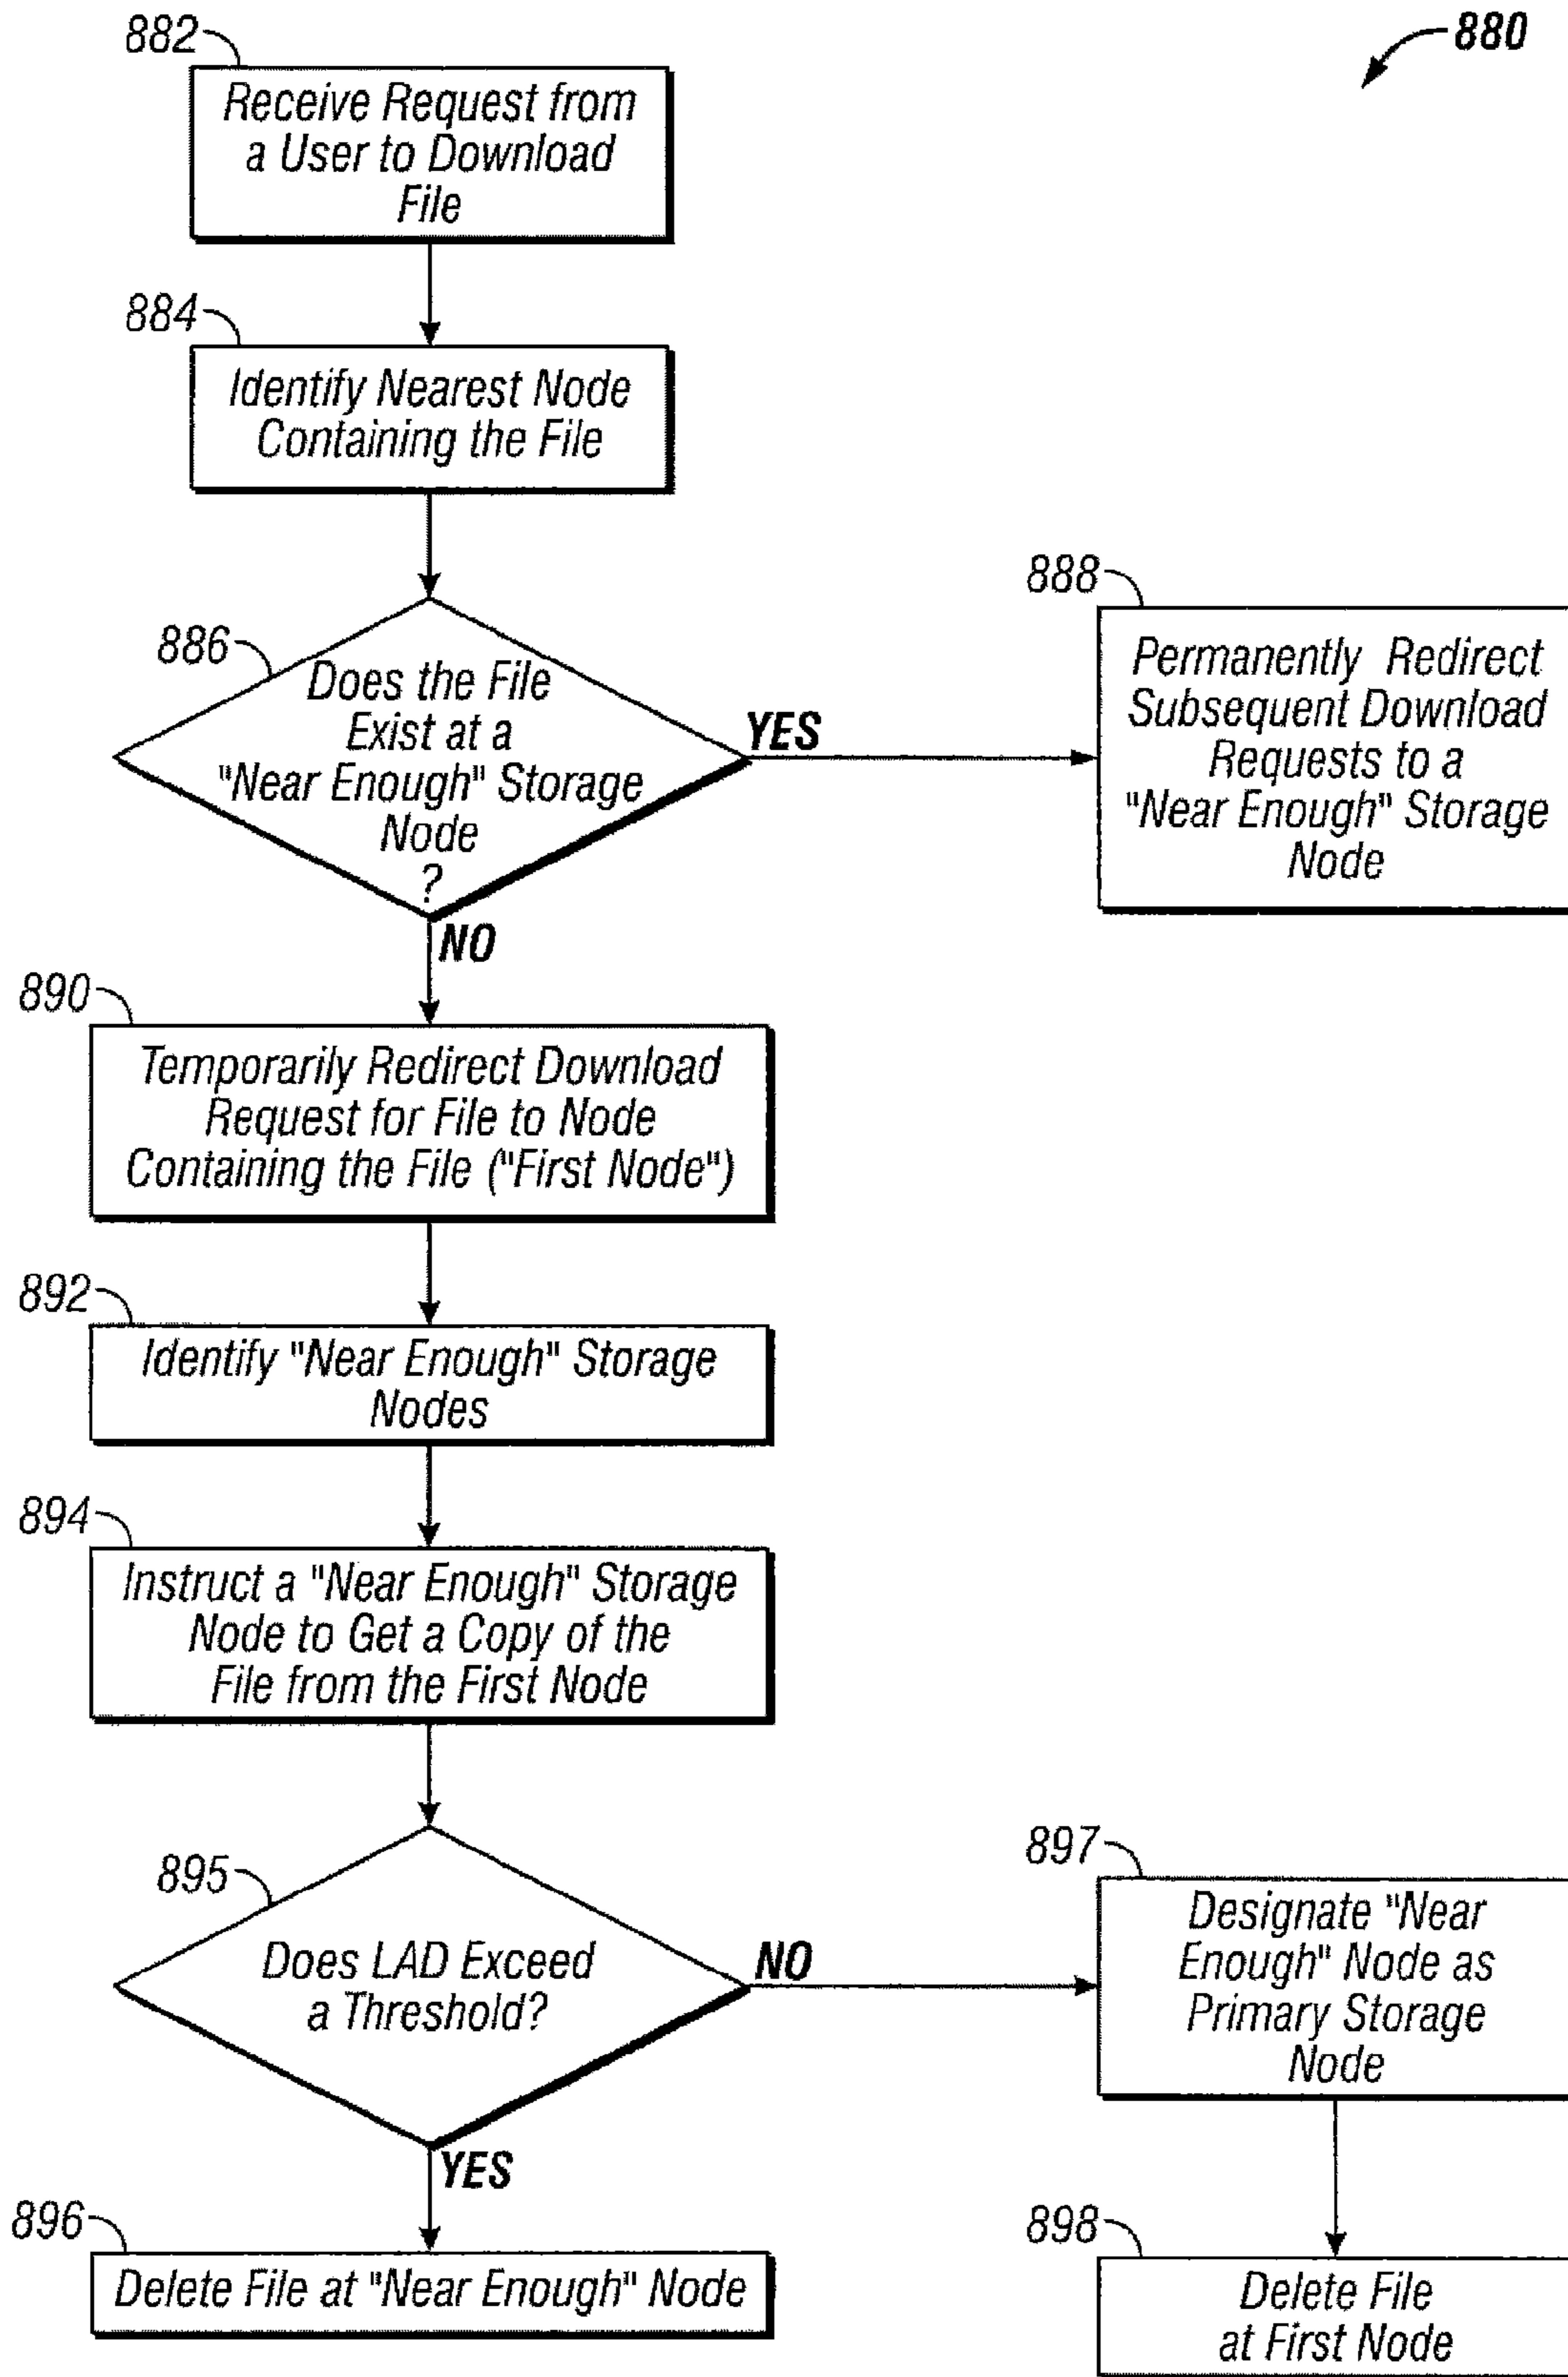 882
880
Receive Request from
a User to Download
File
884
Identify Nearest Node
Containing the File
886
Does the File
Exist at a
"Near Enough" Storage
Node
?
YES
888
Permanently Redirect
Subsequent Download
Requests to a
"Near Enough" Storage
Node
NO
890
Temporarily Redirect Download
Request for File to Node
Containing the File ("First Node")
892
Identify "Near Enough" Storage
Nodes
894
Instruct a "Near Enough" Storage
Node to Get a Copy of the
File from the First Node
895
Does LAD Exceed
a Threshold?
NO
897
Designate "Near
Enough" Node as
Primary Storage
Node
YES
896
Delete File at "Near Enough" Node
898
Delete File
at First Node